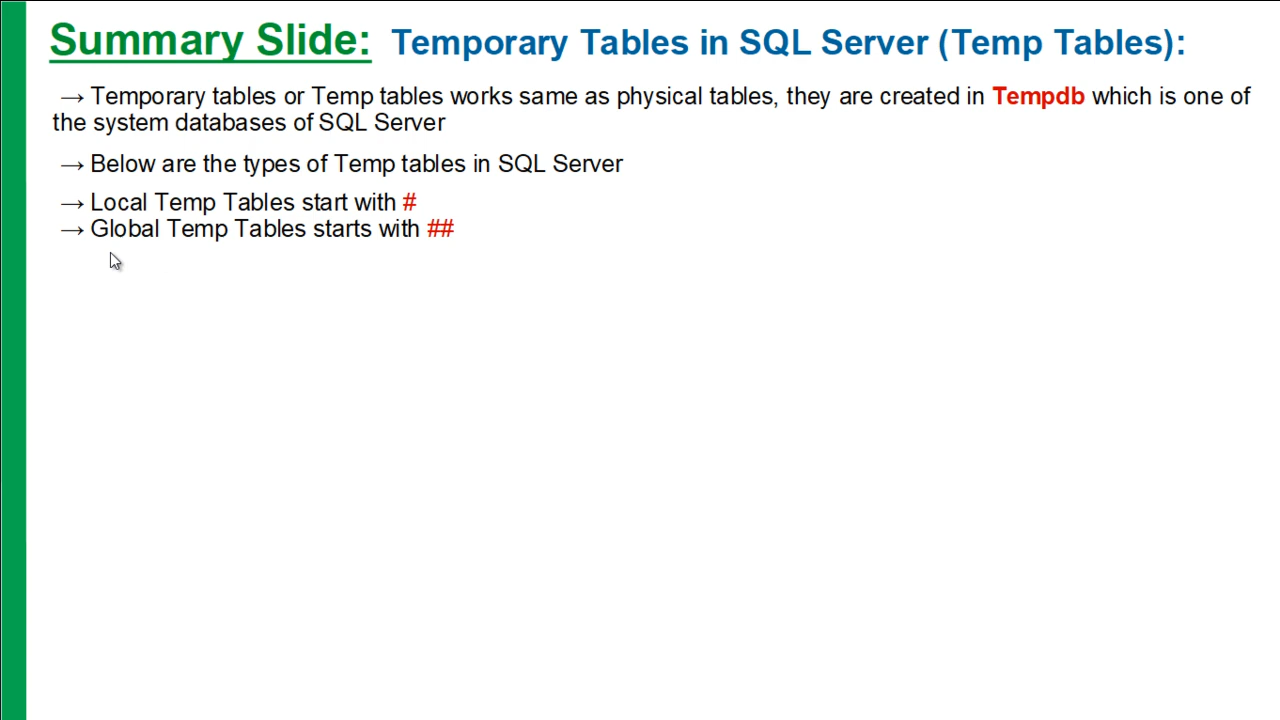 Summary Slide: Temporary Tables in SQL Server (Temp Tables):
→ Temporary tables or Temp tables works same as physical tables, they are created in Tempdb which is one of
the system databases of SQL Server
→ Below are the types of Temp tables in SQL Server
→ Local Temp Tables start with #
→ Global Temp Tables starts with ##